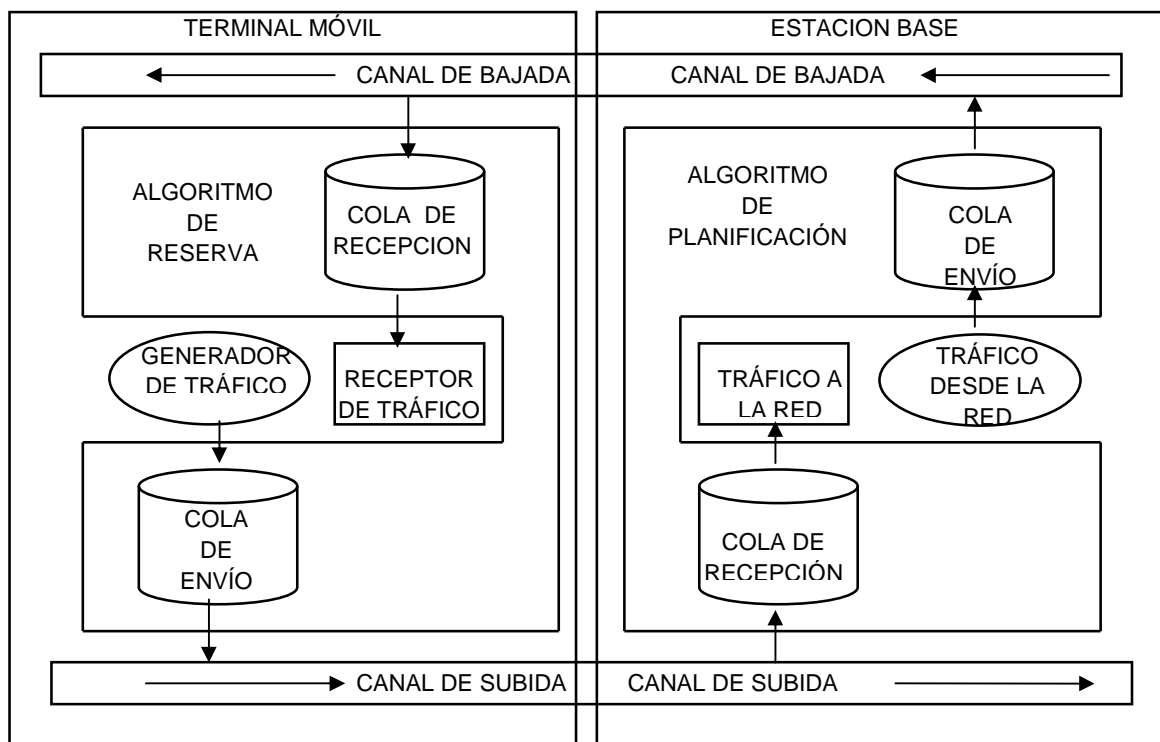 TERMINAL MÓVIL
ESTACION BASE
CANAL DE BAJADA
CANAL DE BAJADA
ALGORITMO
DE
RESERVA
COLA DE
RECEPCION
ALGORITMO
DE
PLANIFICACIÓN
COLA
DE
ENVÍO
GENERADOR
DE TRÁFICO
RECEPTOR
DE TRÁFICO
TRÁFICO A
LA RED
TRÁFICO
DESDE LA
RED
COLA
DE
ENVÍO
COLA DE
RECEPCIÓN
CANAL DE SUBIDA
CANAL DE SUBIDA